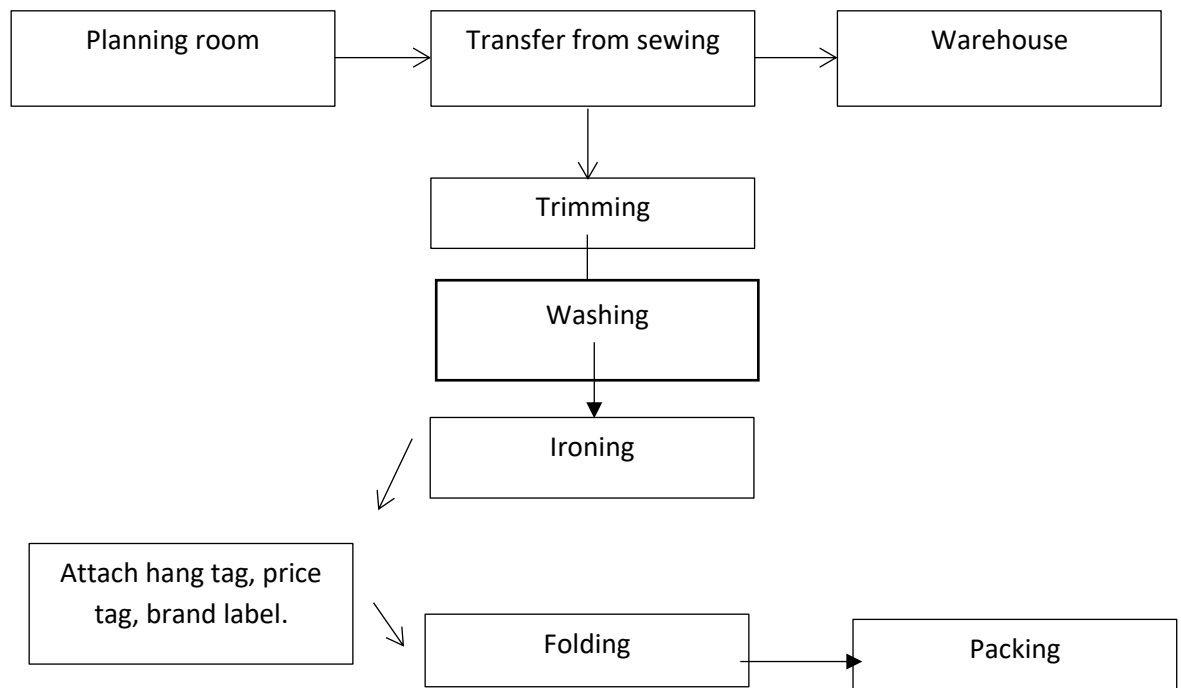 Planning room
Transfer from sewing
Warehouse
Trimming
Washing
Ironing
Attach hang tag, price
tag, brand label.
Folding
Packing